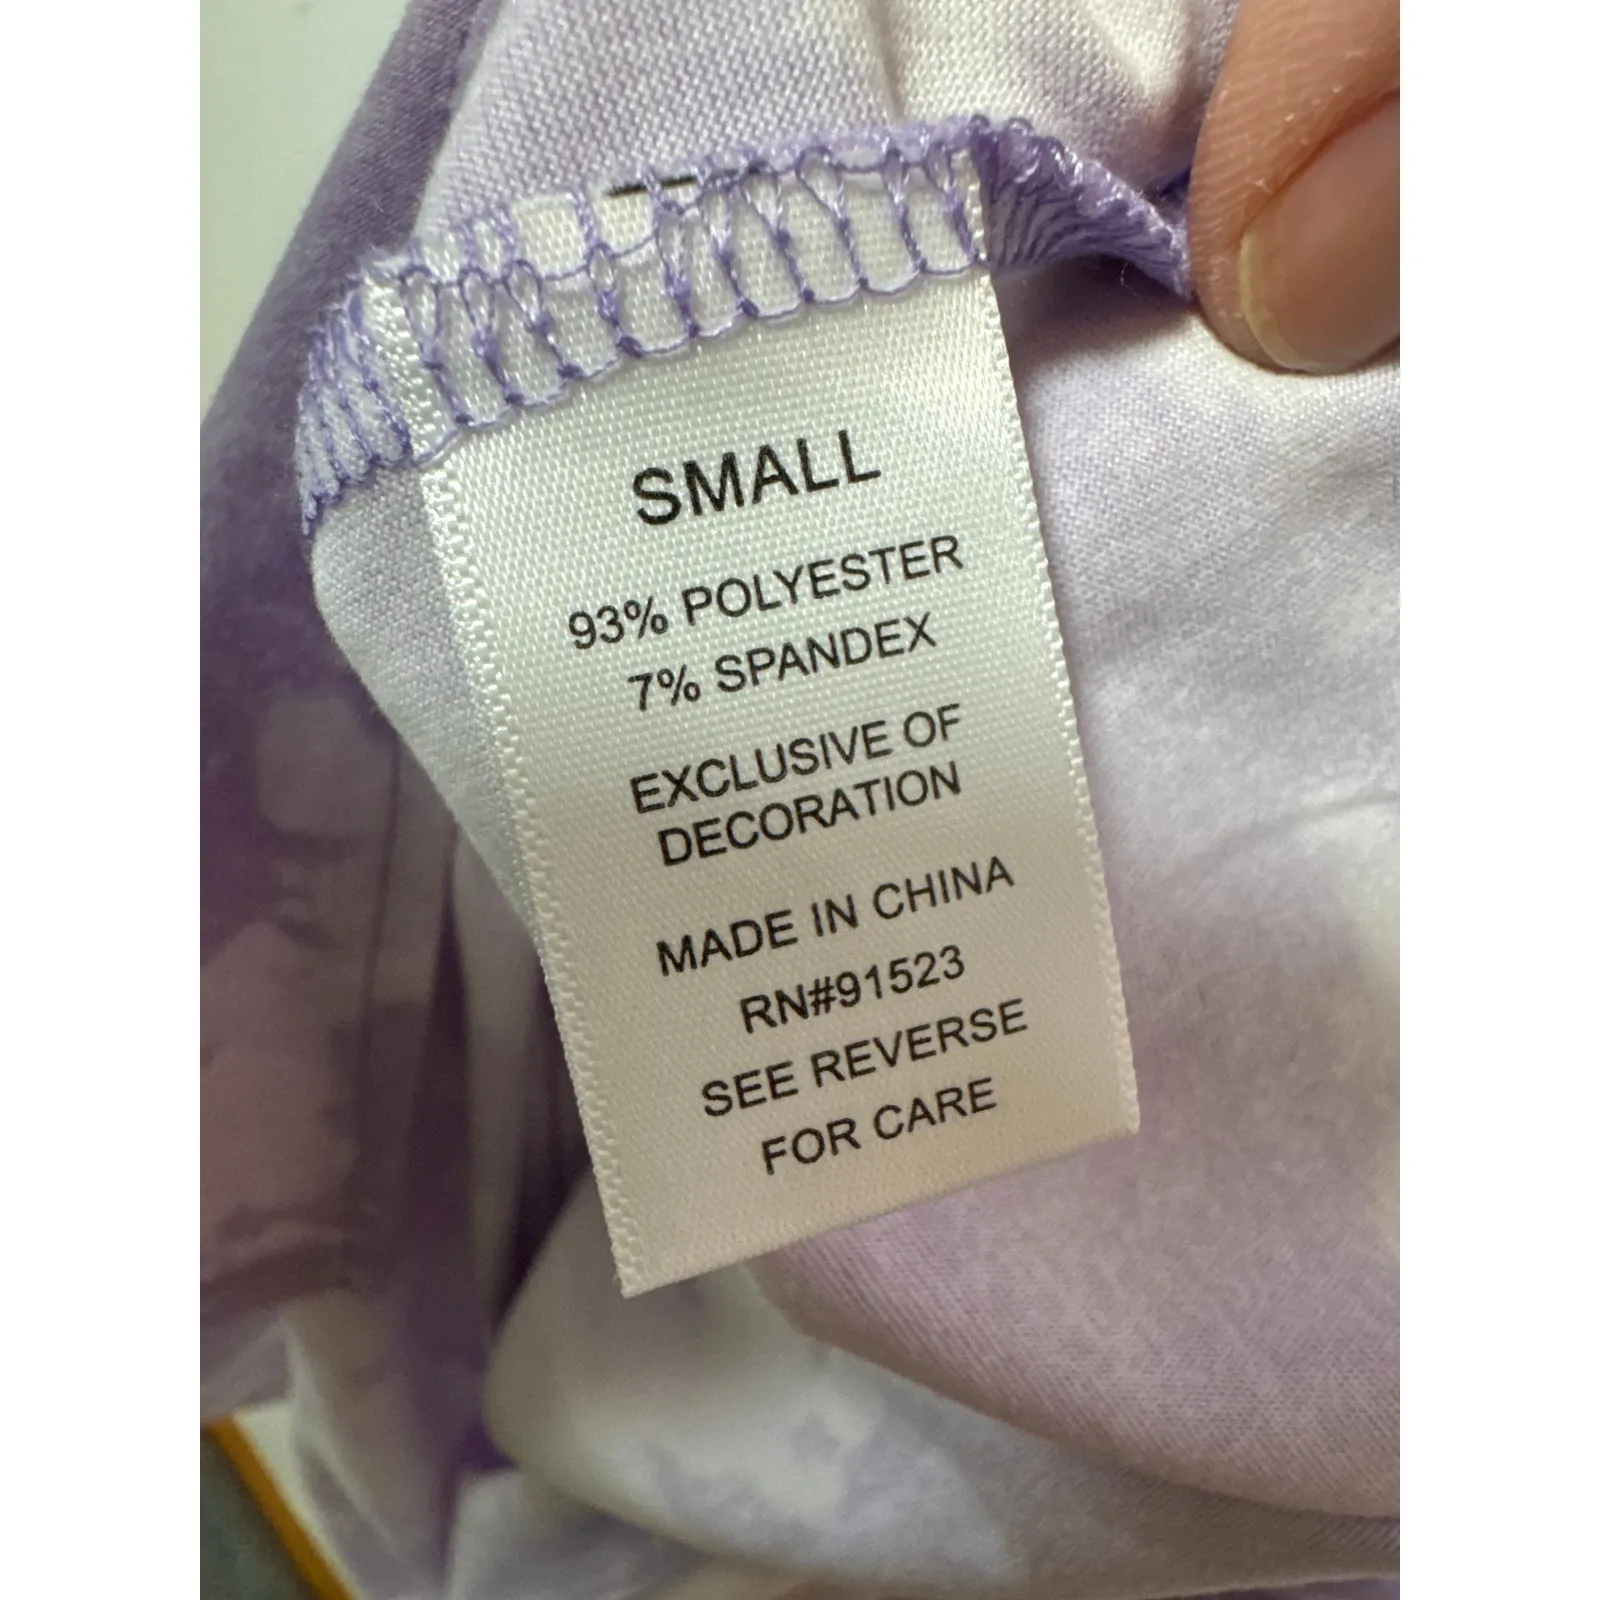 SMALL
93% POLYESTER
7% SPANDEX
EXCLUSIVE OF
DECORATION
MADE IN CHINA
RN#91523
SEE REVERSE
FOR CARE